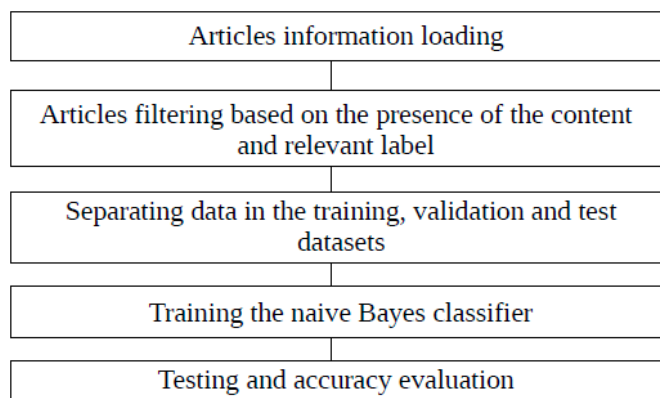 Articles information loading
Articles filtering based on the presence of the content
and relevant label
Separating data in the training, validation and test
datasets
Training the naive Bayes classifier
Testing and accuracy evaluation